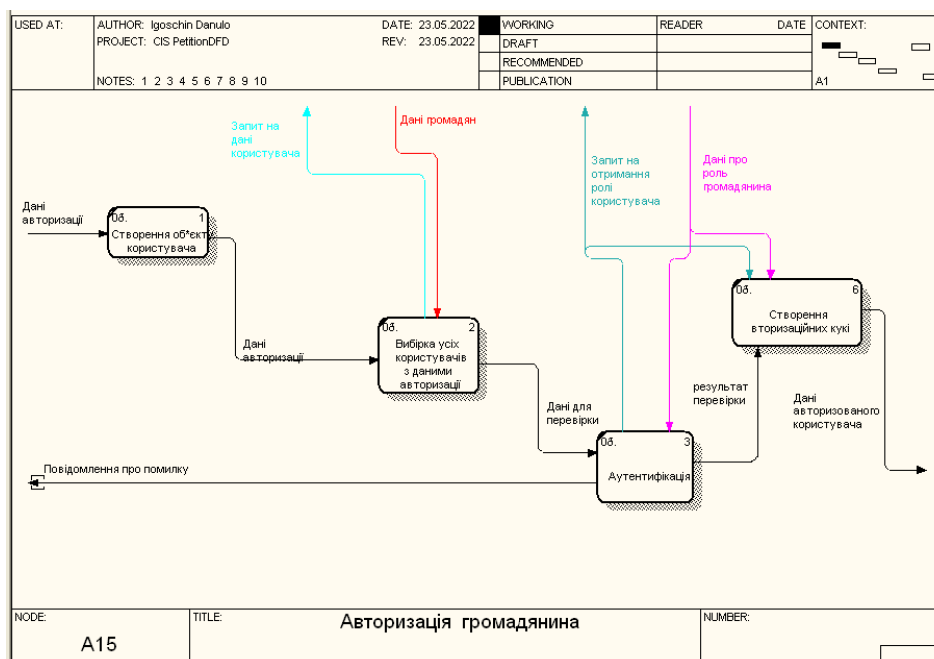 USED AT:
AUTHOR: Igoschin Danulo
DATE: 23.05.2022
WORKING
READER
DATE
CONTEXT:
PROJECT: CIS PetitionDFD
REV: 23.05.2022
DRAFT
RECOMMENDED
NOTES: 1 2 3 4 5 6 7 8 9 10
PUBLICATION
A1
Запит на
дані
користувача
Дані громадян
Запит на
отримання
ролі
користувача
Дані про
роль
громадянина
Дані
авторизації
0б. 1
Створення об*єкту
користувача
0б. 6
Створення
вторизаційних кукі
0б. 2
Вибірка усіх
користувачів
з даними
авторизації
Дані
авторизації
Дані для
перевірки
результат
перевірки
Дані
авторизованого
користувача
0б. 3
Аутентифікація
Повідомлення про помилку
NODE:
A15
TITLE:
Авторизація громадянина
NUMBER: